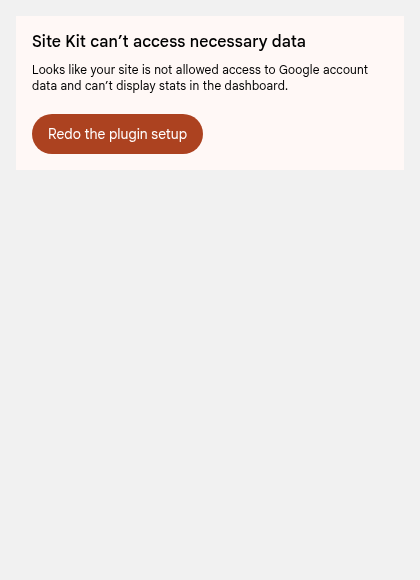 Site Kit can’t access necessary data
Looks like your site is not allowed access to Google account
data and can’t display stats in the dashboard.
Redo the plugin setup